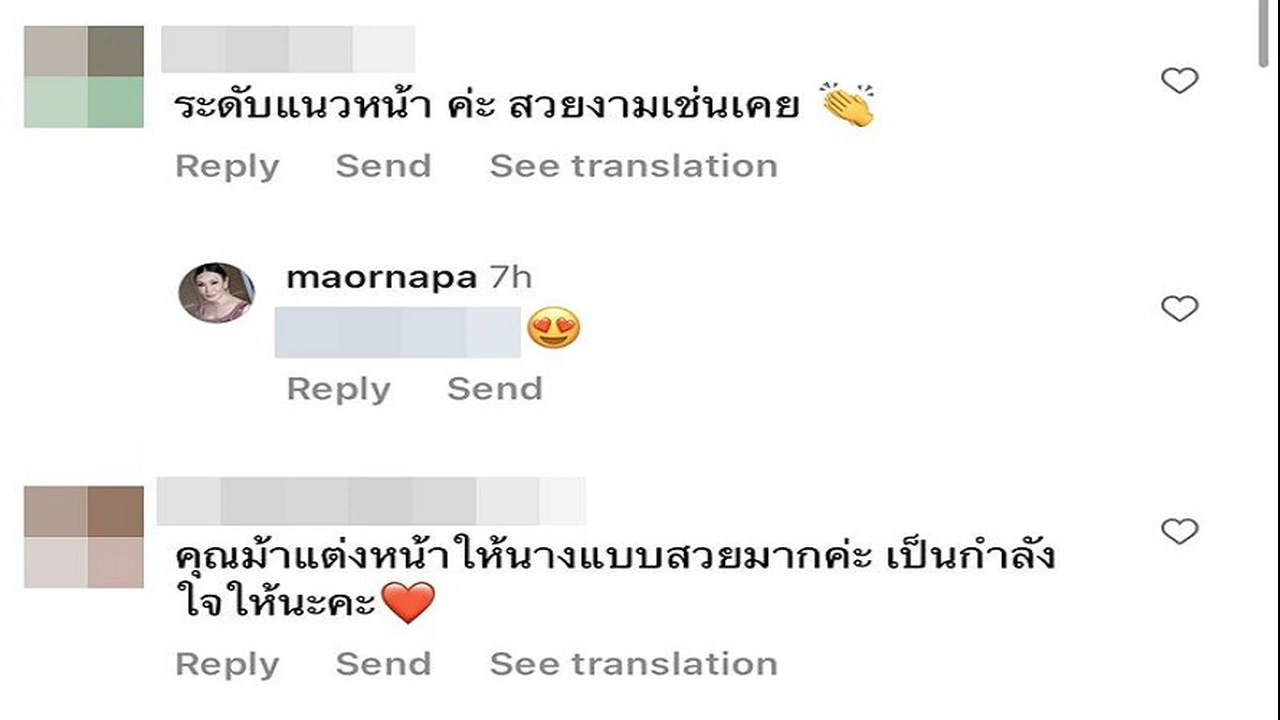 ระดับแนวหน้า ค่ะ สวยงามเช่นเคย 👏
Reply Send See translation
maornapa 7h
😍
Reply Send
คุณม้าแต่งหน้าให้นางแบบสวยมากค่ะ เป็นกำลัง
ใจให้นะคะ❤️
Reply Send See translation